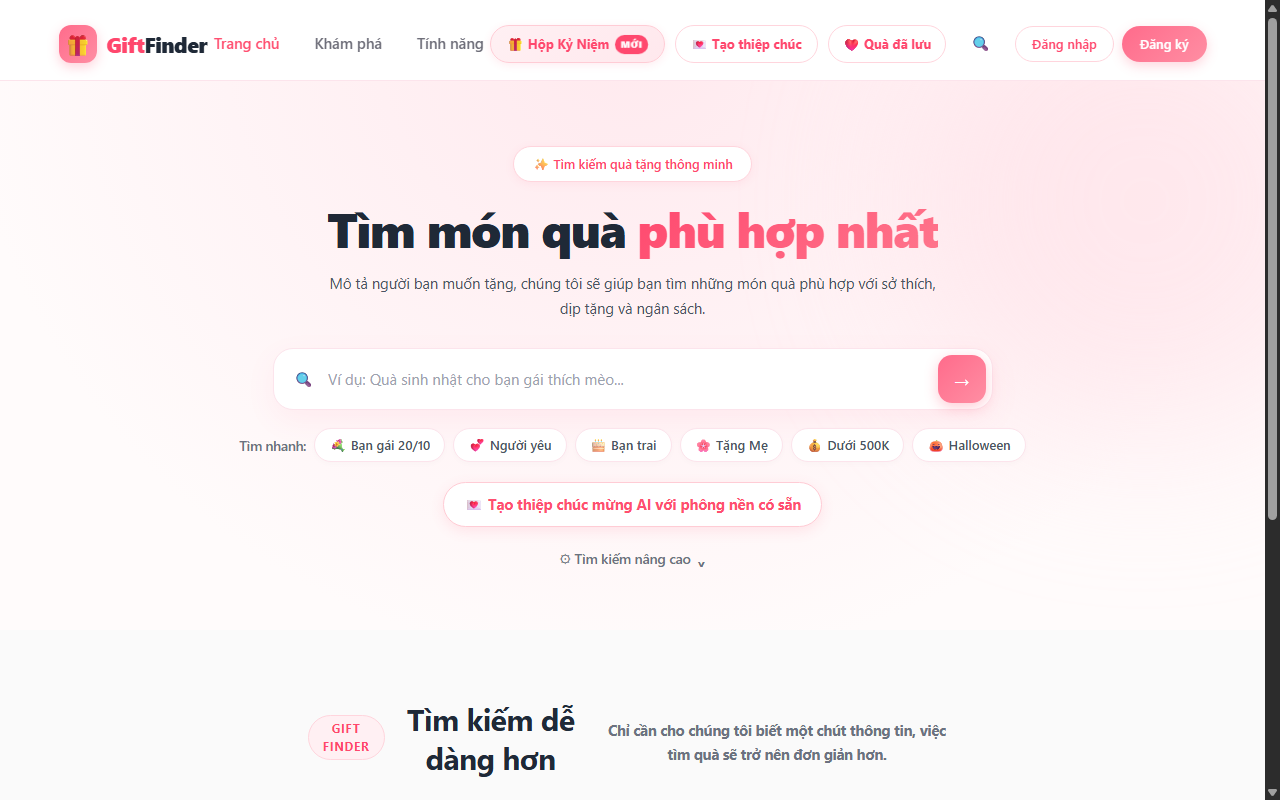 GiftFinder
Trang chủ
Khám phá
Tính năng
Hộp Kỷ Niệm MỚI
Tạo thiệp chúc
Quà đã lưu
Đăng nhập
Đăng ký
Tìm kiếm quà tặng thông minh
Tìm món quà phù hợp nhất
Mô tả người bạn muốn tặng, chúng tôi sẽ giúp bạn tìm những món quà phù hợp với sở thích,
dịp tặng và ngân sách.
Ví dụ: Quà sinh nhật cho bạn gái thích mèo...
→
Tìm nhanh:
Bạn gái 20/10
Người yêu
Bạn trai
Tặng Mẹ
Dưới 500K
Halloween
Tạo thiệp chúc mừng AI với phông nền có sẵn
Tìm kiếm nâng cao
GIFT
FINDER
Tìm kiếm dễ
dàng hơn
Chỉ cần cho chúng tôi biết một chút thông tin, việc
tìm quà sẽ trở nên đơn giản hơn.